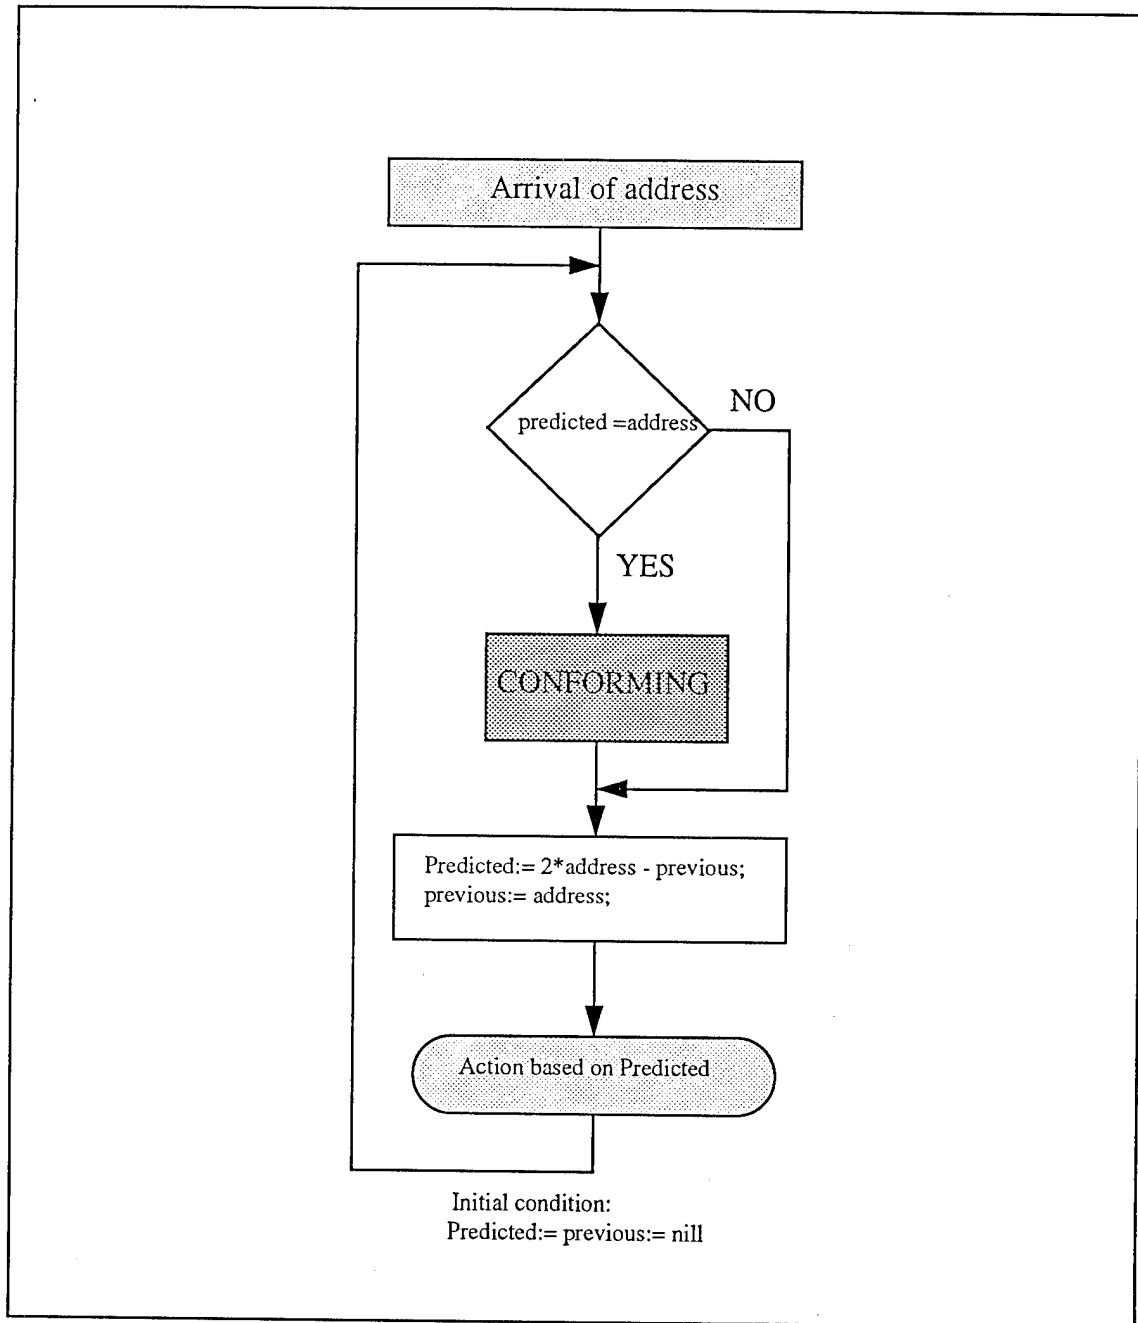 Arrival of address
predicted =address
NO
YES
CONFORMING
Predicted:= 2*address - previous;
previous:= address;
Action based on Predicted
Initial condition:
Predicted:= previous:= nill